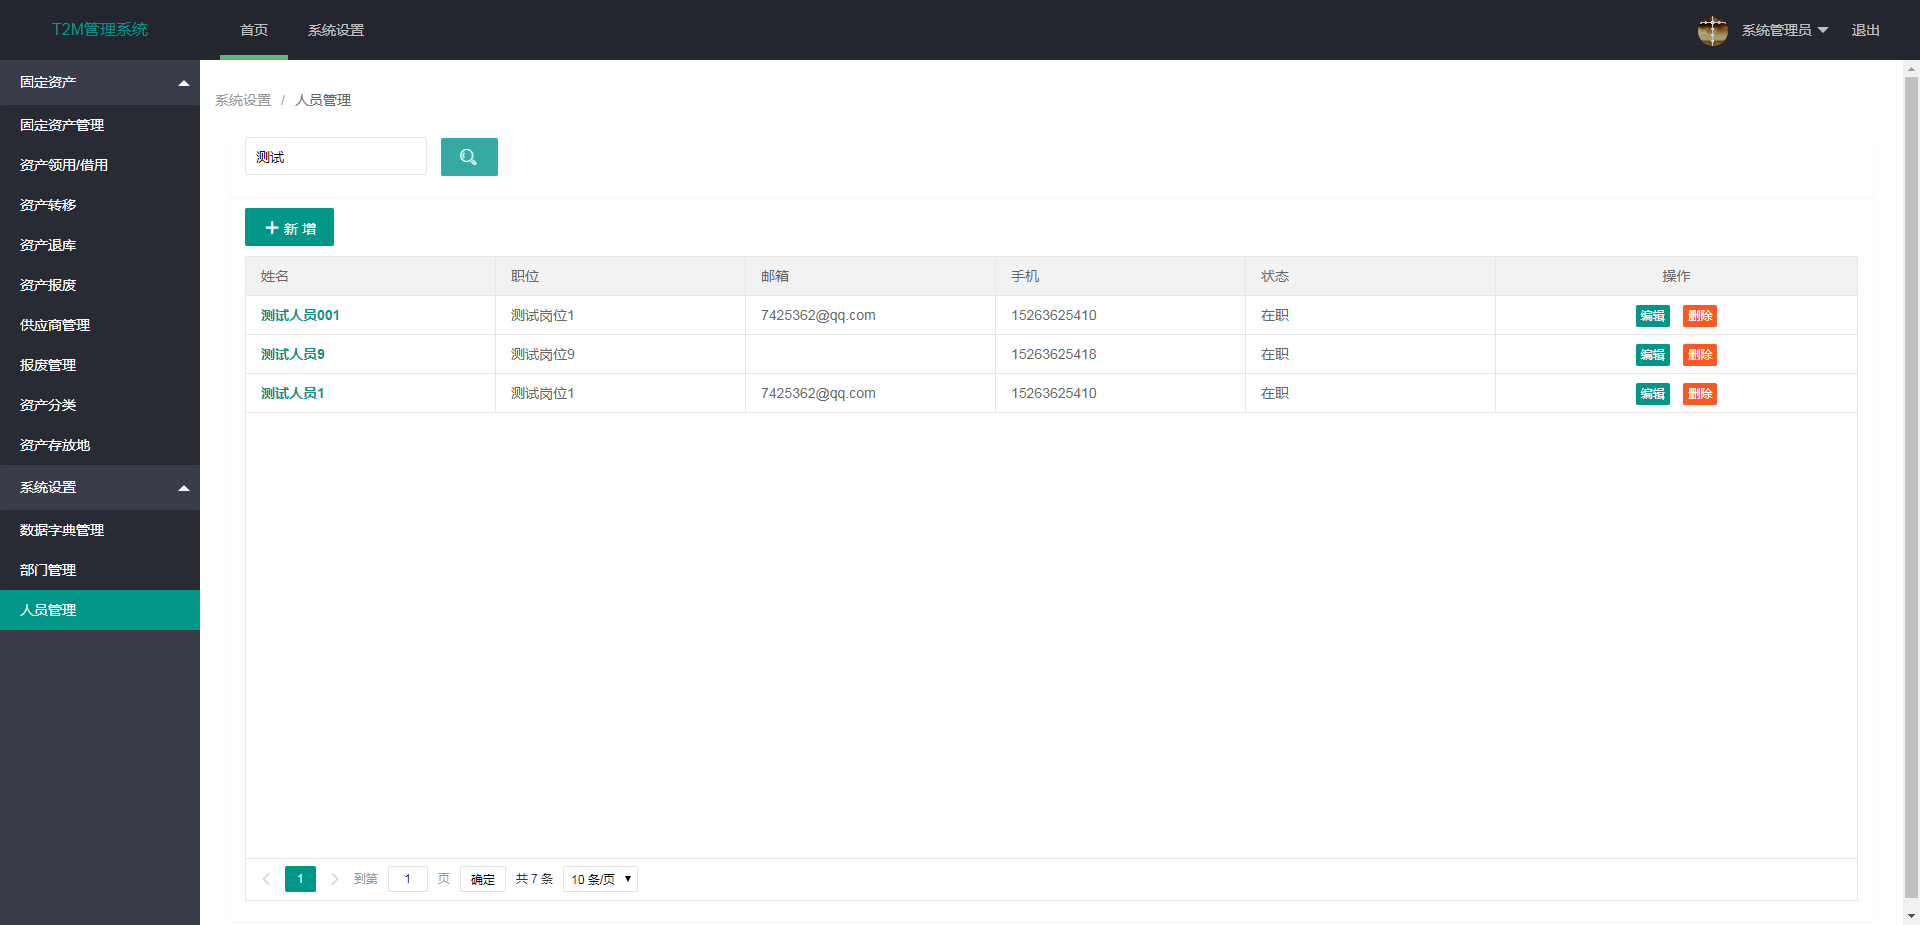 T2M管理系统 首页 系统设置 系统管理员 退出
固定资产
固定资产管理
资产领用/借用
资产转移
资产退库
资产报废
供应商管理
报废管理
资产分类
资产存放地
系统设置
数据字典管理
部门管理
人员管理
系统设置 / 人员管理
测试
新 增
姓名 职位 邮箱 手机 状态 操作
测试人员001 测试岗位1 7425362@qq.com 15263625410 在职 编辑 删除
测试人员9 测试岗位9 15263625418 在职 编辑 删除
测试人员1 测试岗位1 7425362@qq.com 15263625410 在职 编辑 删除
1 到第 1 页 确定 共 7 条 10 条/页